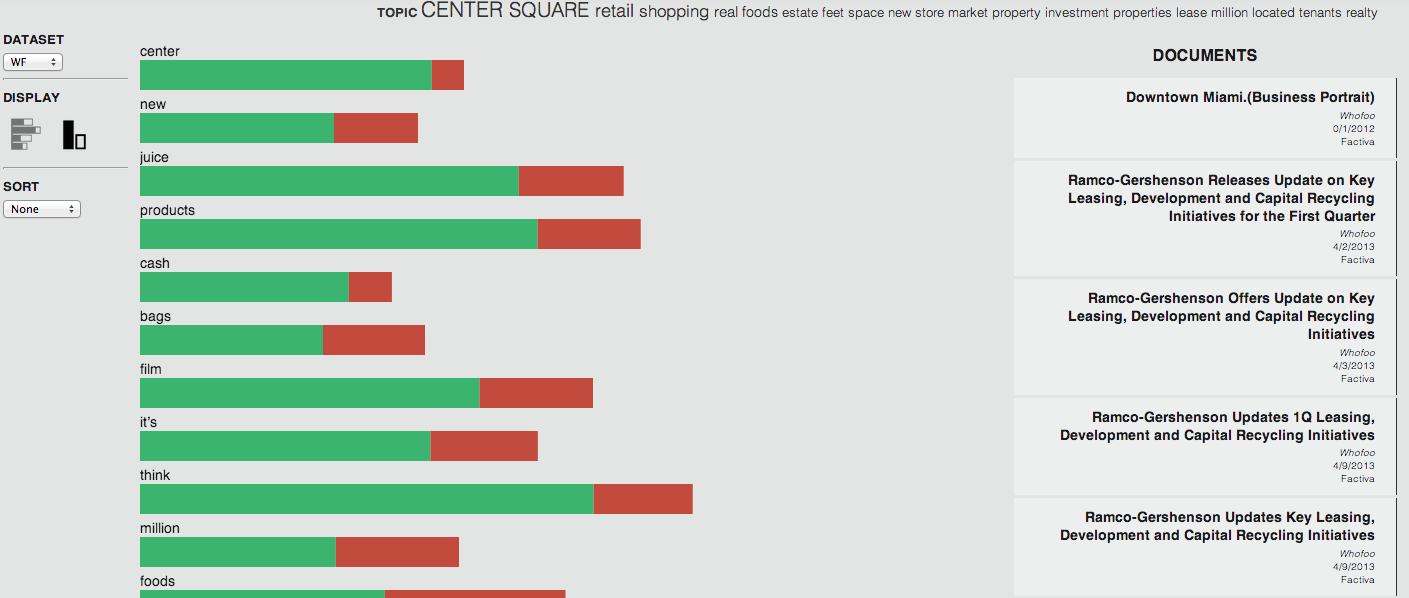 TOPIC CENTER SQUARE retail shopping real foods estate feet space new store market property investment properties lease million located tenants realty
DATASET
WF
DISPLAY
SORT
None
center
new
juice
products
cash
bags
film
it's
think
million
foods
DOCUMENTS
Downtown Miami.(Business Portrait)
Whofoo
0/1/2012
Factiva
Ramco-Gershenson Releases Update on Key
Leasing, Development and Capital Recycling
Initiatives for the First Quarter
Whofoo
4/2/2013
Factiva
Ramco-Gershenson Offers Update on Key
Leasing, Development and Capital Recycling
Initiatives
Whofoo
4/3/2013
Factiva
Ramco-Gershenson Updates 1Q Leasing,
Development and Capital Recycling Initiatives
Whofoo
4/9/2013
Factiva
Ramco-Gershenson Updates Key Leasing,
Development and Capital Recycling Initiatives
Whofoo
4/9/2013
Factiva